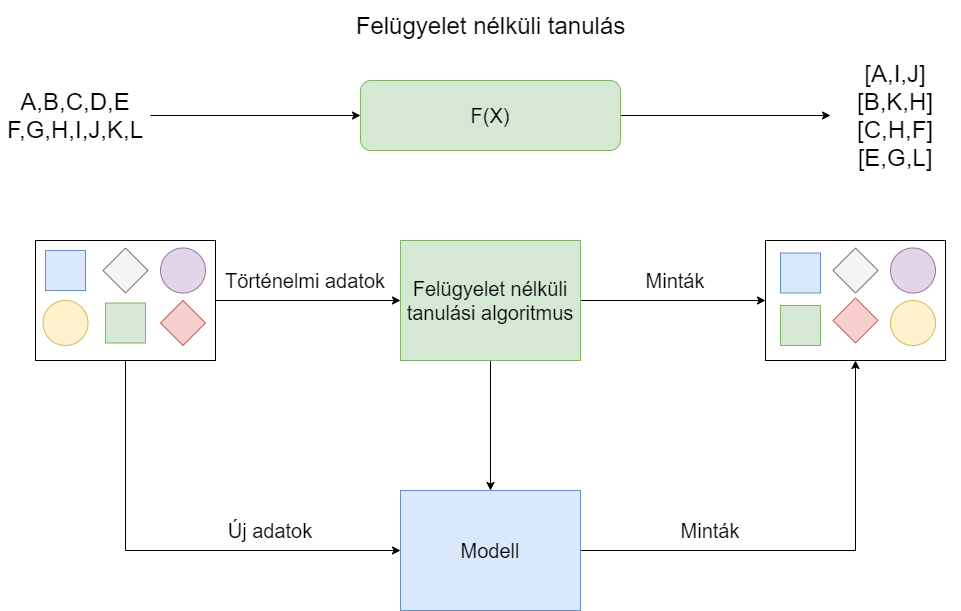 Felügyelet nélküli tanulás
A,B,C,D,E
F,G,H,I,J,K,L
F(X)
[A,I,J]
[B,K,H]
[C,H,F]
[E,G,L]
Történelmi adatok
Felügyelet nélküli
tanulási algoritmus
Minták
Új adatok
Modell
Minták